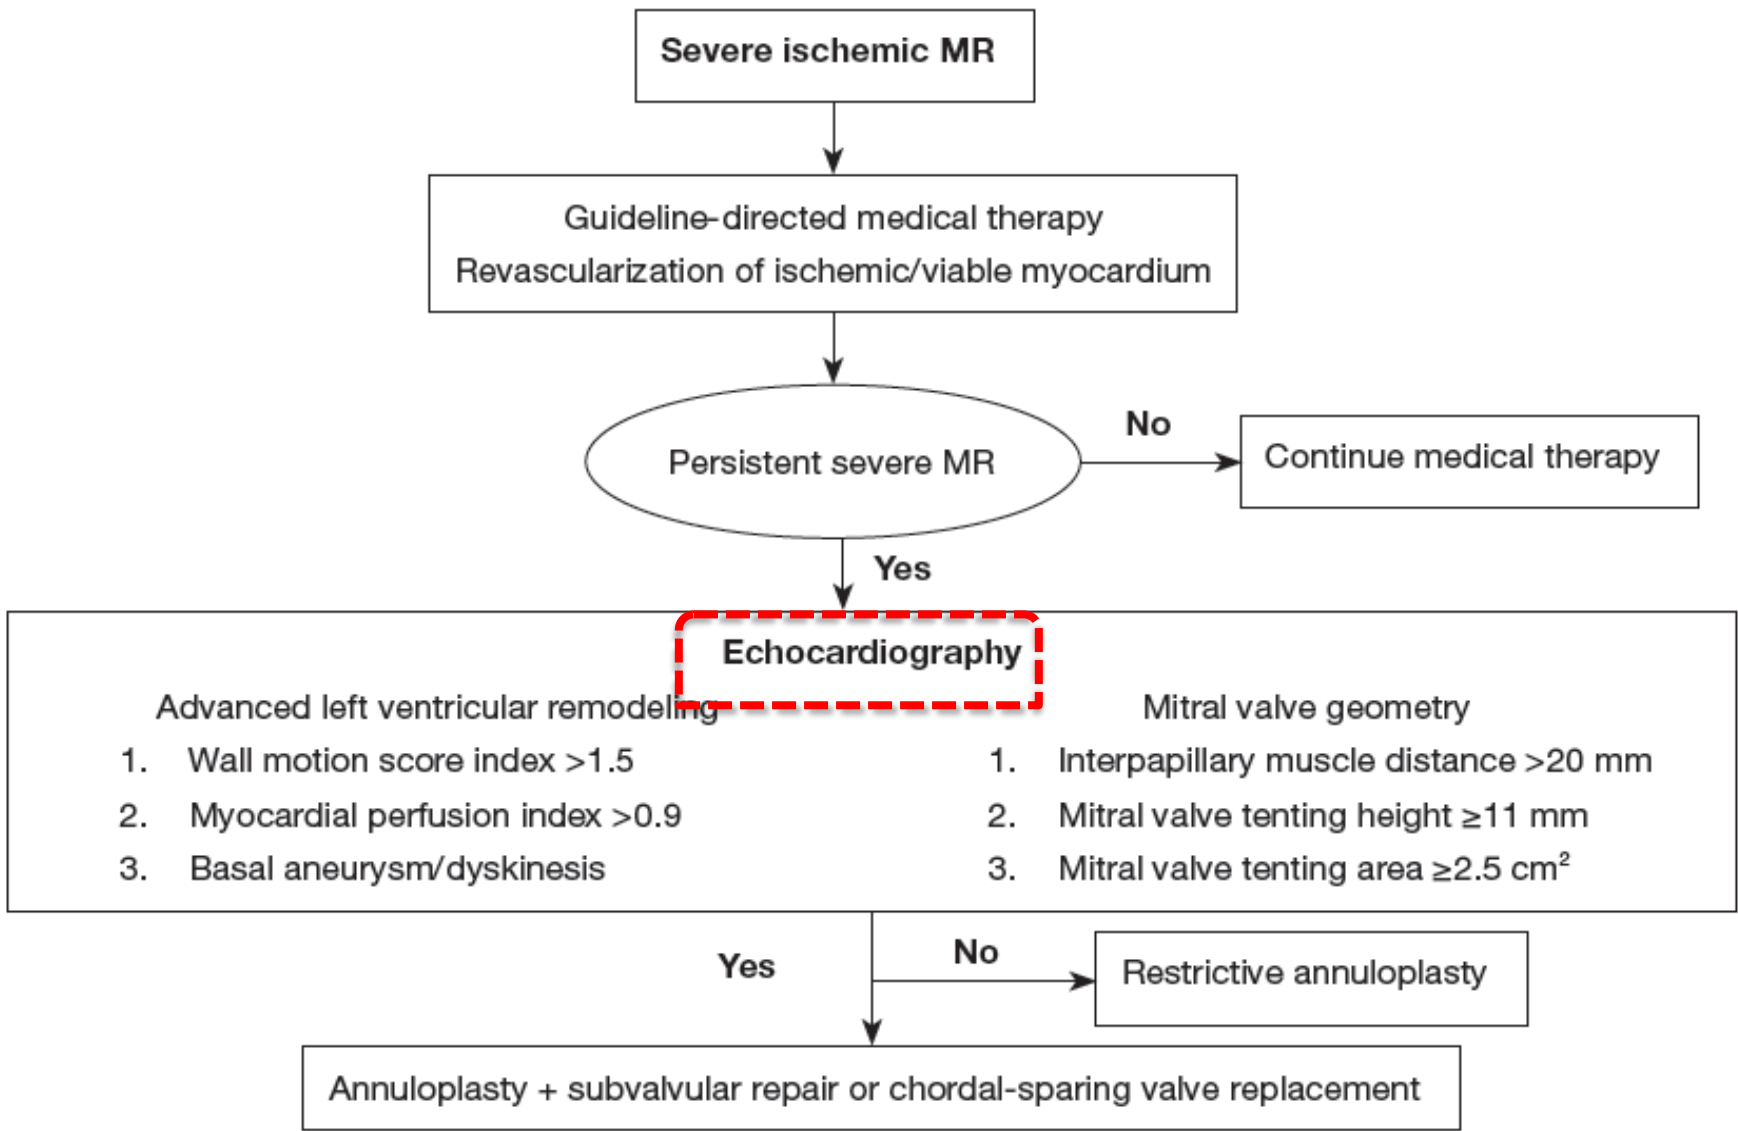 Severe ischemic MR
Guideline-directed medical therapy
Revascularization of ischemic/viable myocardium
Persistent severe MR
No
Continue medical therapy
Yes
Echocardiography
Advanced left ventricular remodeling
1. Wall motion score index >1.5
2. Myocardial perfusion index >0.9
3. Basal aneurysm/dyskinesis
Mitral valve geometry
1. Interpapillary muscle distance >20 mm
2. Mitral valve tenting height ≥11 mm
3. Mitral valve tenting area ≥2.5 cm²
Yes
No
Restrictive annuloplasty
Annuloplasty + subvalvular repair or chordal-sparing valve replacement